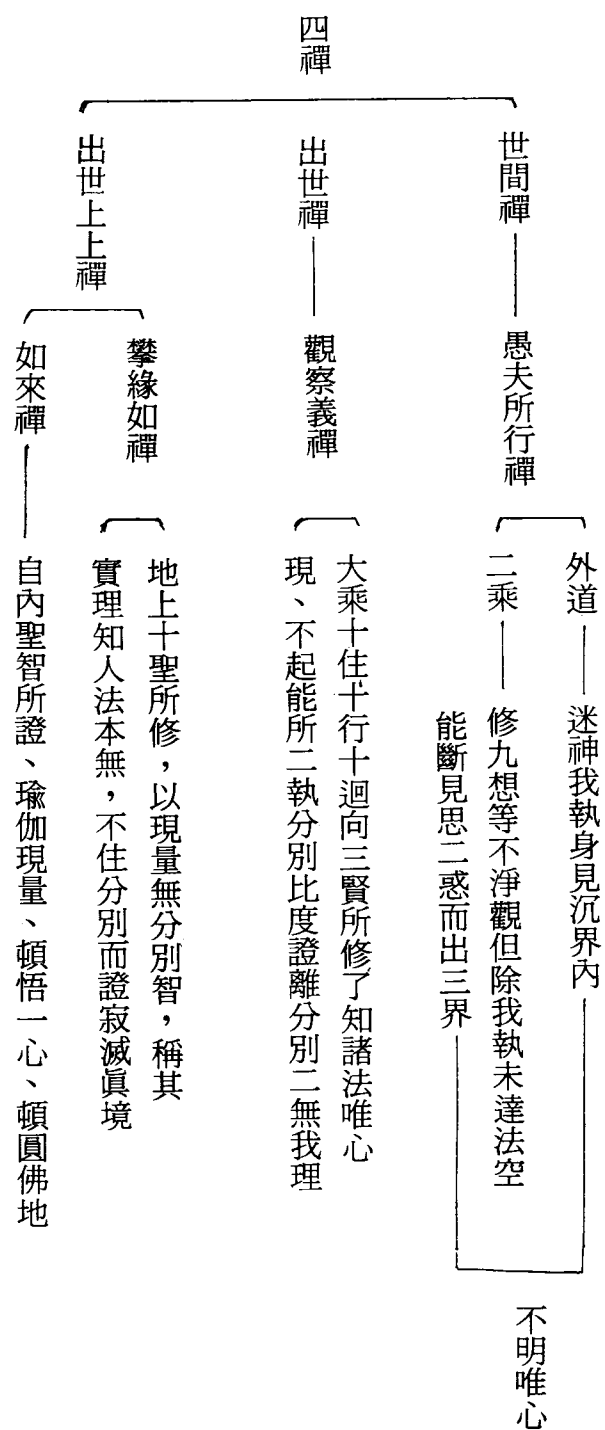 四禪
世間禪
愚夫所行禪
外道
迷神我執身見沉界內
二乘
修九想等不淨觀但除我執未達法空
能斷見思二惑而出三界
不明唯心
出世禪
觀察義禪
大乘十住十行十迴向三賢所修了知諸法唯心
現、不起能所二執分別比度證離分別二無我理
出世上上禪
攀緣如禪
地上十聖所修，以現量無分別智，稱其
實理知人法本無，不住分別而證寂滅眞境
如來禪
自內聖智所證、瑜伽現量、頓悟一心、頓圓佛地